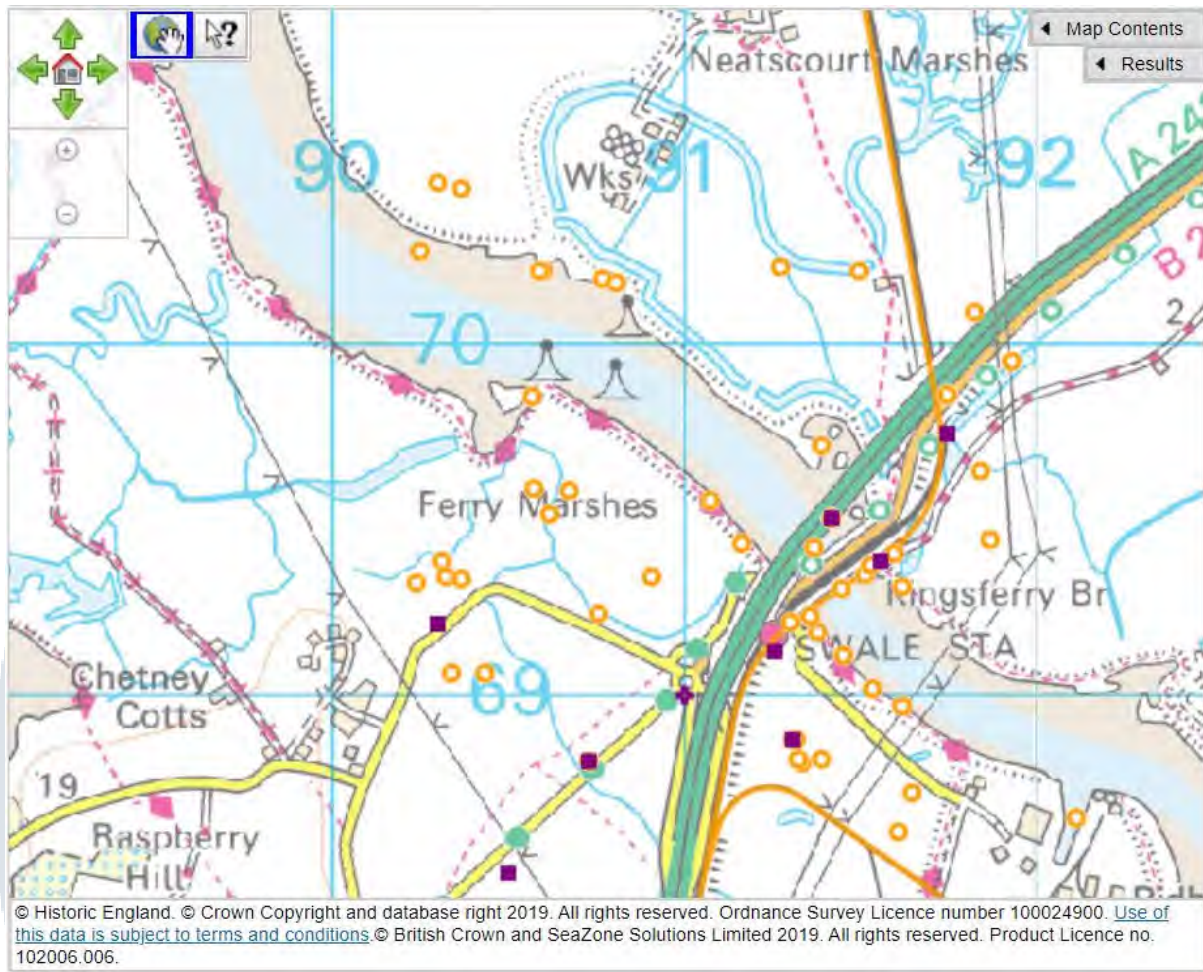 ?
Map Contents
Results
Neatscourt Marshes
90
91
92
A 24
B 2
Wks
2
70
Ferry Marshes
Kingsferry Br
SWALE STA
Chetney
Cotts
69
19
Raspberry
Hill
© Historic England. © Crown Copyright and database right 2019. All rights reserved. Ordnance Survey Licence number 100024900. Use of
this data is subject to terms and conditions.© British Crown and SeaZone Solutions Limited 2019. All rights reserved. Product Licence no.
102006.006.